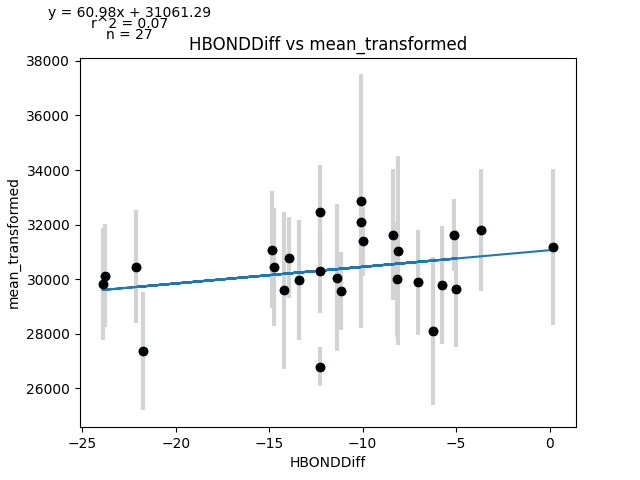 y = 60.98x + 31061.29
r^2 = 0.07
n = 27
HBONDDiff vs mean_transformed
38000
36000
34000
32000
30000
28000
26000
mean_transformed
−25
−20
−15
−10
−5
0
HBONDDiff